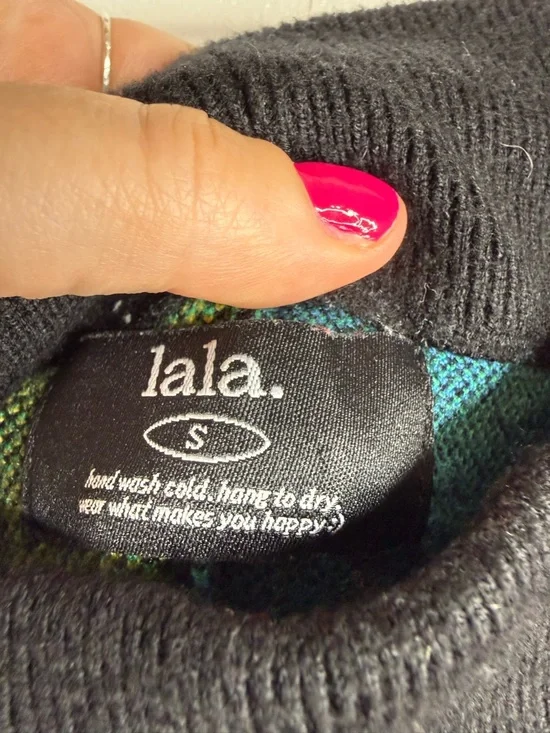 lala.
S
hand wash cold. hang to dry.
wear what makes you happy :)